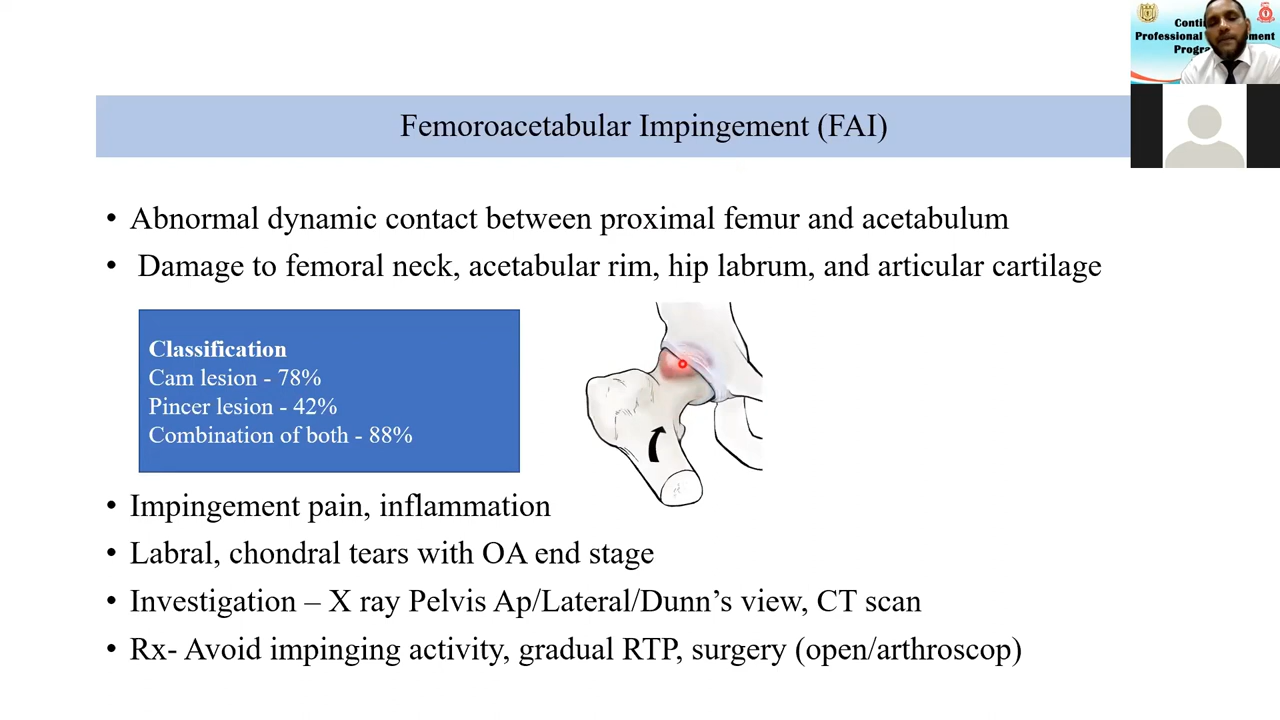 Femoroacetabular Impingement (FAI)
• Abnormal dynamic contact between proximal femur and acetabulum
• Damage to femoral neck, acetabular rim, hip labrum, and articular cartilage
Classification
Cam lesion - 78%
Pincer lesion - 42%
Combination of both - 88%
• Impingement pain, inflammation
• Labral, chondral tears with OA end stage
• Investigation – X ray Pelvis Ap/Lateral/Dunn's view, CT scan
• Rx- Avoid impinging activity, gradual RTP, surgery (open/arthroscop)
Professional